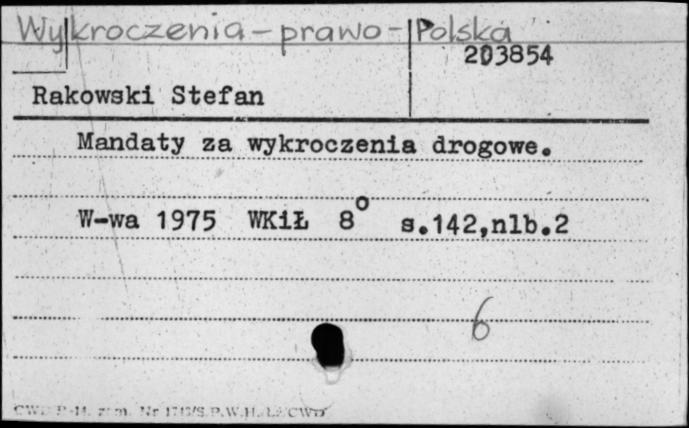 Wykroczenia - prawo - Polska
203854
Rakowski Stefan
Mandaty za wykroczenia drogowe.
W-wa 1975 WKiŁ 8° s.142,nlb.2
6